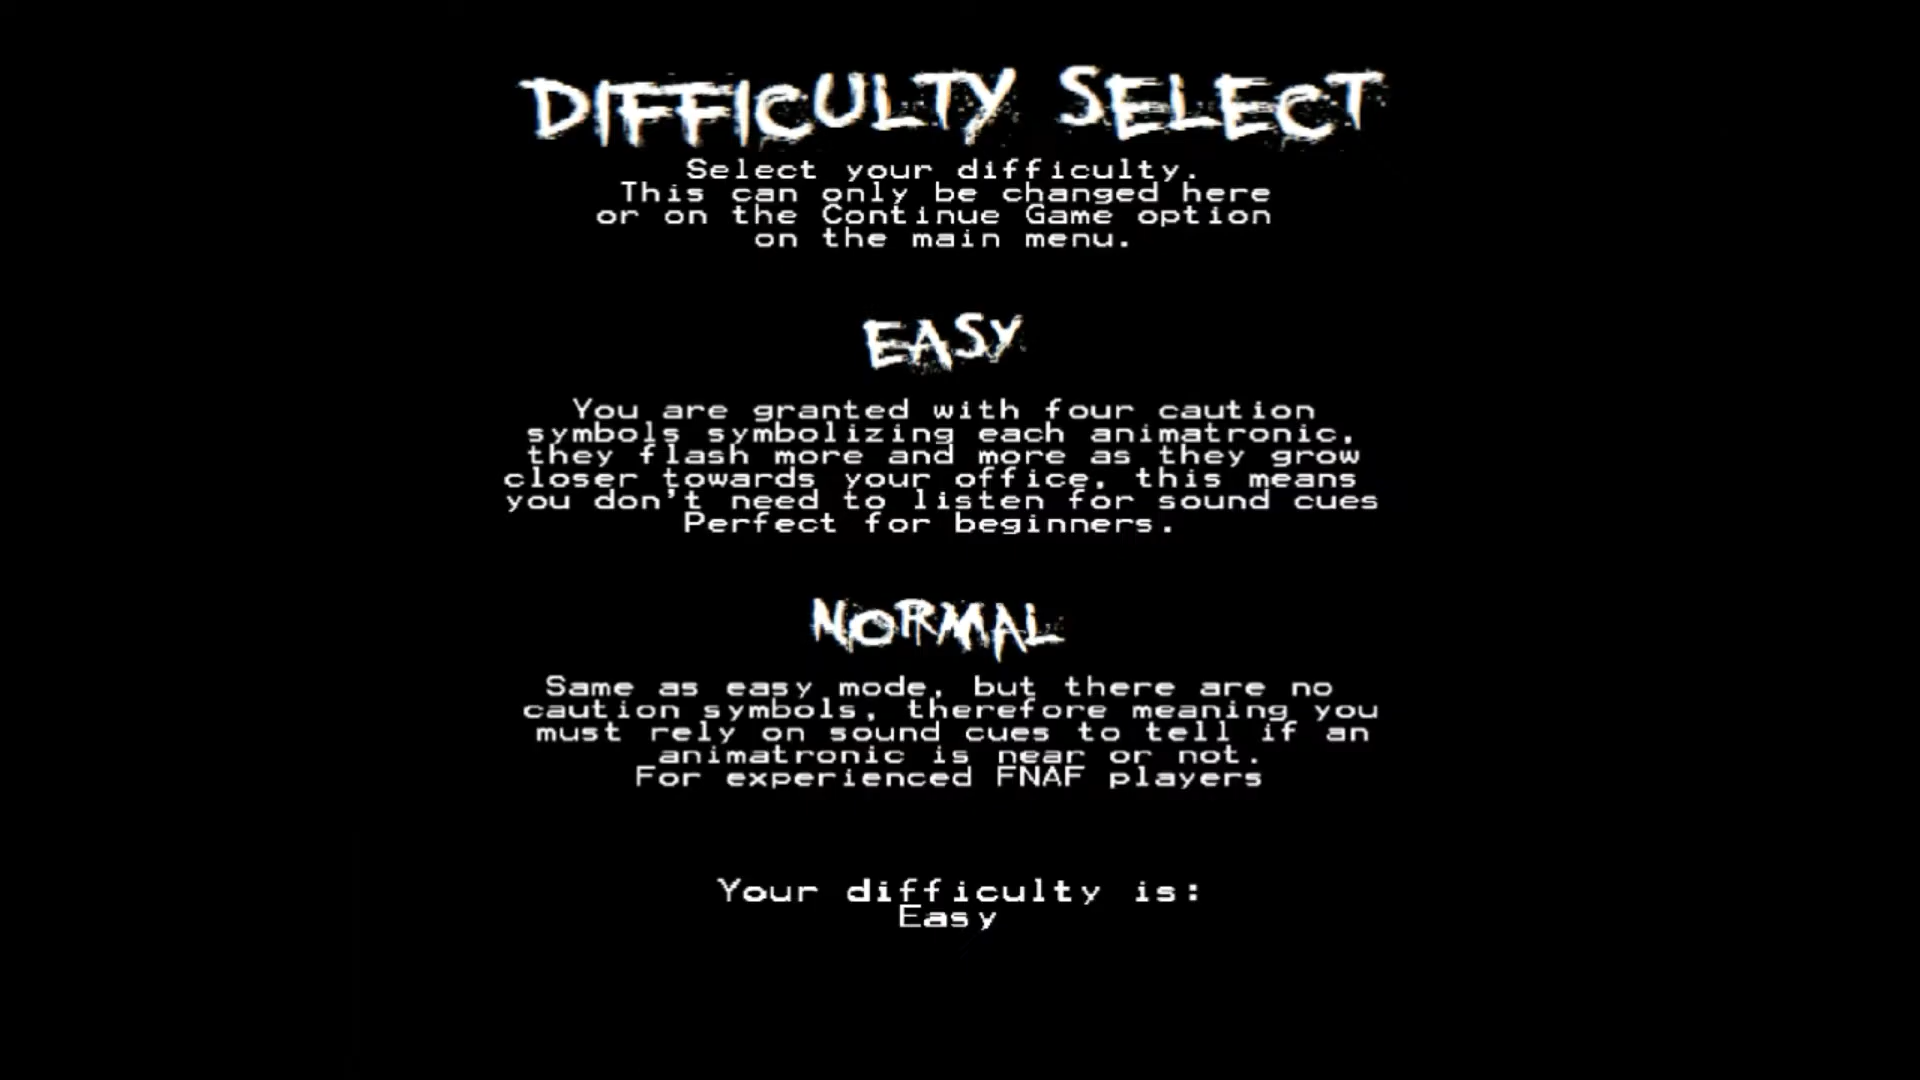 DIFFICULTY SELECT
Select your difficulty.
This can only be changed here
or on the Continue Game option
on the main menu.
EASY
You are granted with four caution
symbols symbolizing each animatronic,
they flash more and more as they grow
closer towards your office, this means
you don't need to listen for sound cues
Perfect for beginners.
NORMAL
Same as easy mode, but there are no
caution symbols, therefore meaning you
must rely on sound cues to tell if an
animatronic is near or not.
For experienced FNAF players
Your difficulty is:
Easy